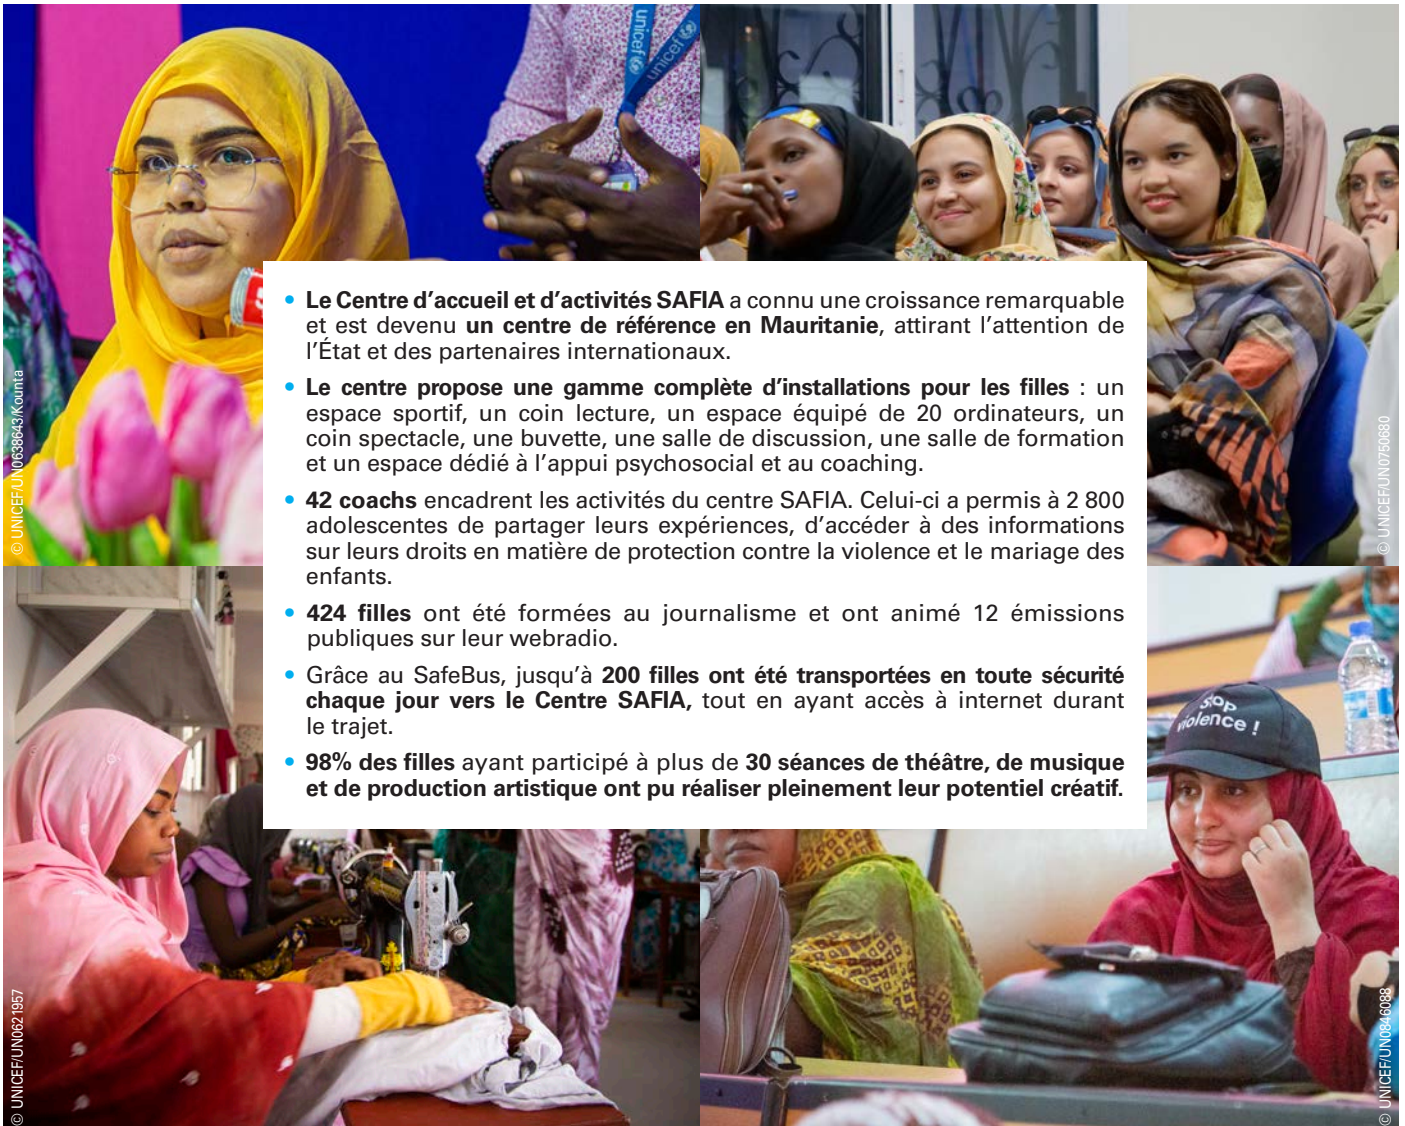 unicef
unicef
© UNICEF/UN0638643/Kounta
© UNICEF/UN0750680
• Le Centre d’accueil et d’activités SAFIA a connu une croissance remarquable
et est devenu un centre de référence en Mauritanie, attirant l’attention de
l’État et des partenaires internationaux.
• Le centre propose une gamme complète d’installations pour les filles : un
espace sportif, un coin lecture, un espace équipé de 20 ordinateurs, un
coin spectacle, une buvette, une salle de discussion, une salle de formation
et un espace dédié à l’appui psychosocial et au coaching.
• 42 coachs encadrent les activités du centre SAFIA. Celui-ci a permis à 2 800
adolescentes de partager leurs expériences, d’accéder à des informations
sur leurs droits en matière de protection contre la violence et le mariage des
enfants.
• 424 filles ont été formées au journalisme et ont animé 12 émissions
publiques sur leur webradio.
• Grâce au SafeBus, jusqu’à 200 filles ont été transportées en toute sécurité
chaque jour vers le Centre SAFIA, tout en ayant accès à internet durant
le trajet.
• 98% des filles ayant participé à plus de 30 séances de théâtre, de musique
et de production artistique ont pu réaliser pleinement leur potentiel créatif.
Stop
violence !
© UNICEF/UN0621957
© UNICEF/UN0846088